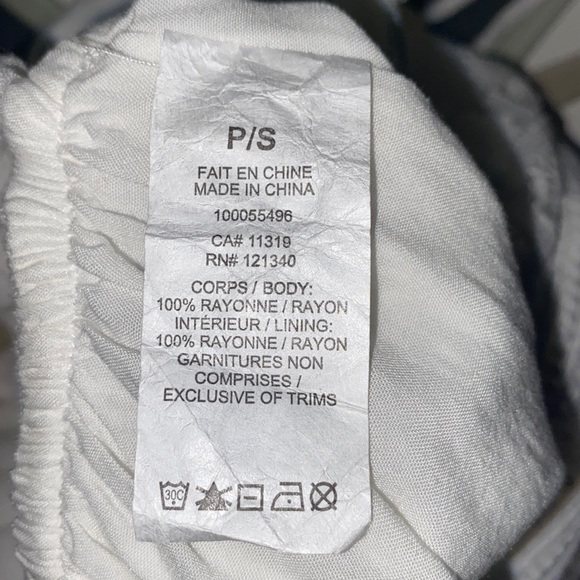 P/S
FAIT EN CHINE
MADE IN CHINA
100055496
CA# 11319
RN# 121340
CORPS / BODY:
100% RAYONNE / RAYON
INTÉRIEUR / LINING:
100% RAYONNE / RAYON
GARNITURES NON
COMPRISES /
EXCLUSIVE OF TRIMS
30C